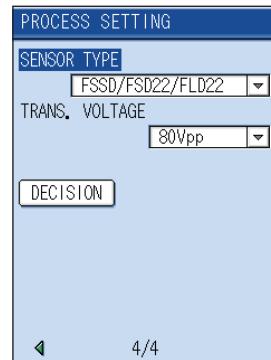 PROCESS SETTING
SENSOR TYPE
FSSD/FSD22/FLD22
TRANS. VOLTAGE
80Vpp
DECISION
4/4